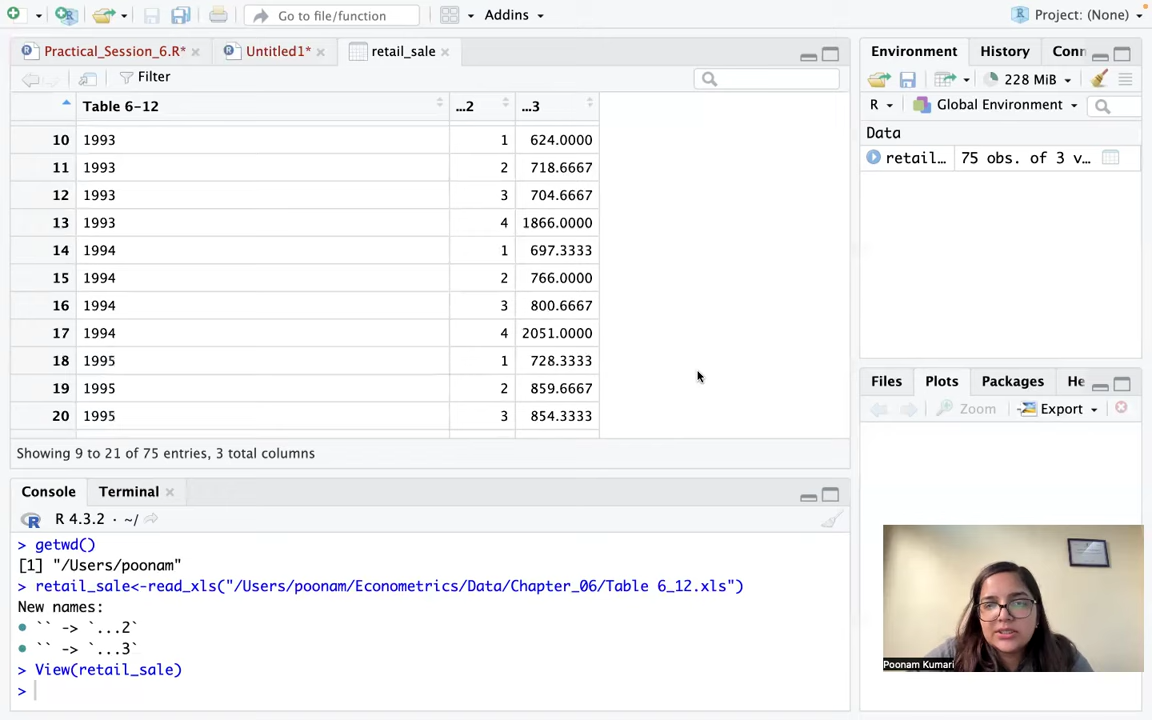 Go to file/function
Addins
Project: (None)
Practical_Session_6.R*
Untitled1*
retail_sale
Filter
Table 6-12 ...2 ...3
10 1993 1 624.0000
11 1993 2 718.6667
12 1993 3 704.6667
13 1993 4 1866.0000
14 1994 1 697.3333
15 1994 2 766.0000
16 1994 3 800.6667
17 1994 4 2051.0000
18 1995 1 728.3333
19 1995 2 859.6667
20 1995 3 854.3333
Showing 9 to 21 of 75 entries, 3 total columns
Console Terminal
R 4.3.2 · ~/
> getwd()
[1] "/Users/poonam"
> retail_sale<-read_xls("/Users/poonam/Econometrics/Data/Chapter_06/Table 6_12.xls")
New names:
• `` -> `...2`
• `` -> `...3`
> View(retail_sale)
>
Environment History Conn
228 MiB
R Global Environment
Data
retail... 75 obs. of 3 v...
Files Plots Packages He
Zoom Export
Poonam Kumari